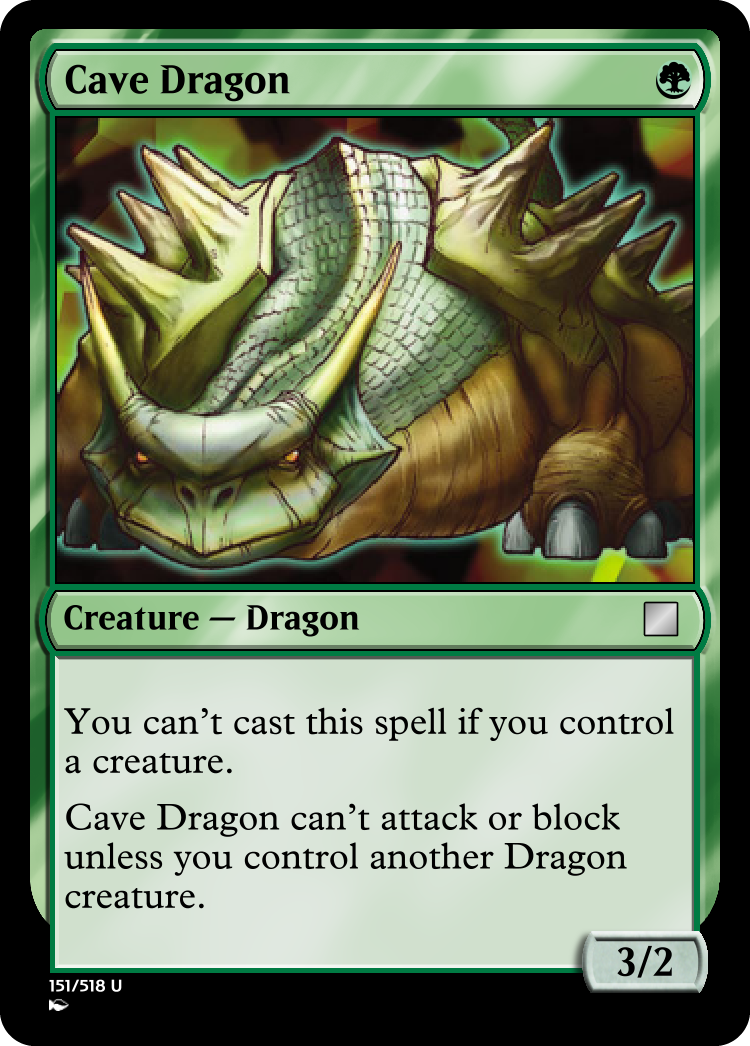 Cave Dragon
Creature — Dragon
You can't cast this spell if you control
a creature.
Cave Dragon can't attack or block
unless you control another Dragon
creature.
3/2
151/518 U